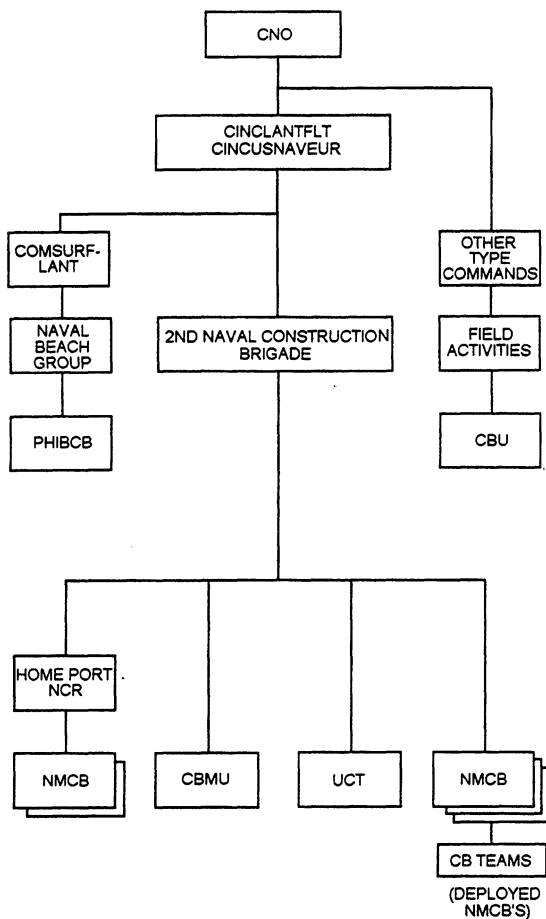 CNO
CINCLANTFLT
CINCUSNAVEUR
COMSURF-
LANT
OTHER
TYPE
COMMANDS
NAVAL
BEACH
GROUP
2ND NAVAL CONSTRUCTION
BRIGADE
FIELD
ACTIVITIES
PHIBCB
CBU
HOME PORT
NCR
NMCB
CBMU
UCT
NMCB
CB TEAMS
(DEPLOYED
NMCB'S)